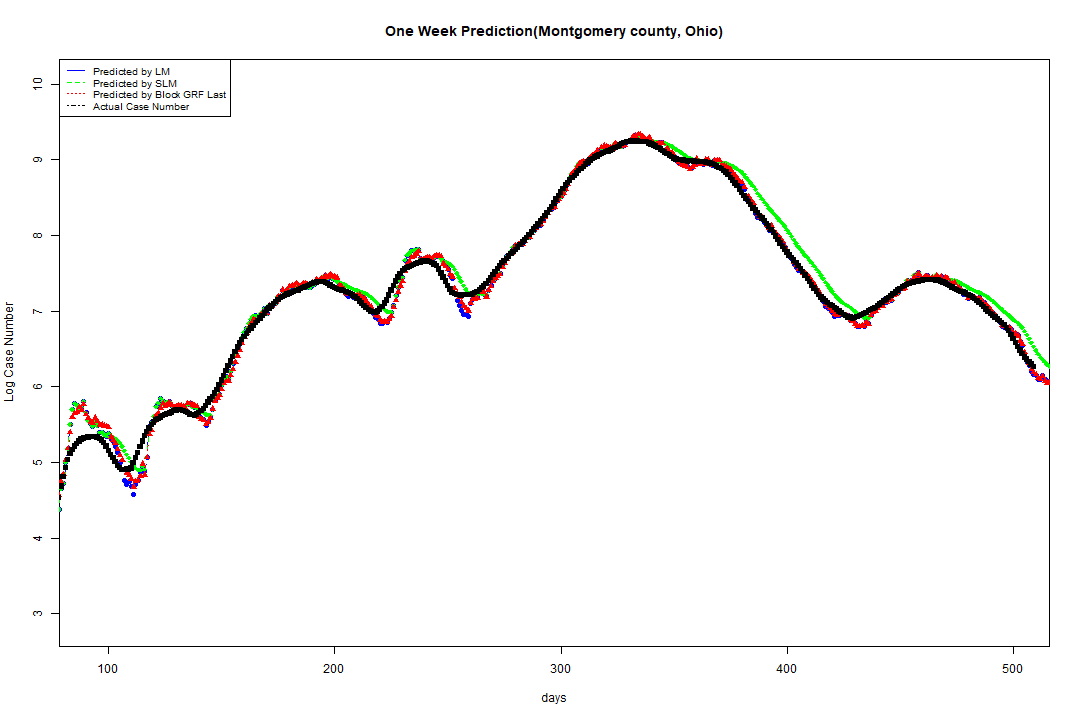 One Week Prediction(Montgomery county, Ohio)
Predicted by LM
Predicted by SLM
Predicted by Block GRF Last
Actual Case Number
Log Case Number
10
9
8
7
6
5
4
3
100 200 300 400 500
days